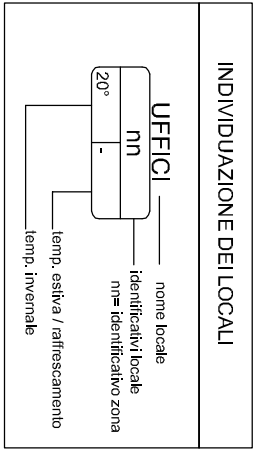 INDIVIDUAZIONE DEI LOCALI
UFFICI
nome locale
nn
identificativi locale
nn= identificativo zona
20°
-
temp. estiva / raffrescamento
temp. invernale